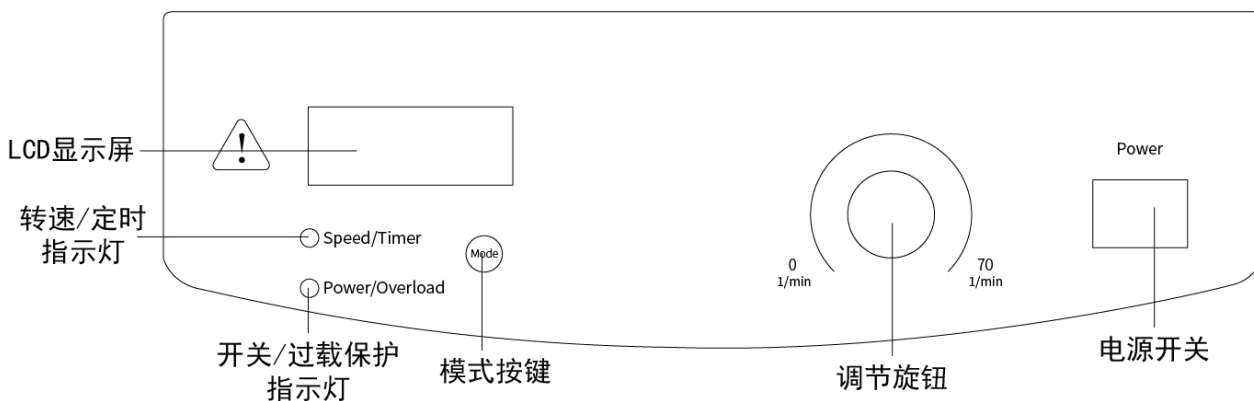 LCD显示屏
!
Power
转速/定时
指示灯
Speed/Timer
Mode
0
1/min
70
1/min
Power/Overload
开关/过载保护
指示灯
模式按键
调节旋钮
电源开关